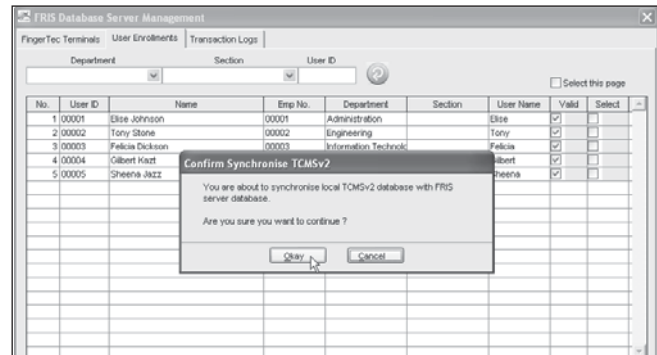 FRIS Database Server Management
FingerTec Terminals User Enrollments Transaction Logs
Department Section User ID
Select this page
No. User ID Name Emp No. Department Section User Name Valid Select
1 00001 Elise Johnson 00001 Administration Elise
2 00002 Tony Stone 00002 Engineering Tony
3 00003 Felicia Dickson 00003 Information Technolo Felicia
4 00004 Gilbert Kazt ilbert
5 00005 Sheena Jazz heena
Confirm Synchronise TCMSv2
You are about to synchronise local TCMSv2 database with FRIS
server database.
Are you sure you want to continue ?
Okay Cancel